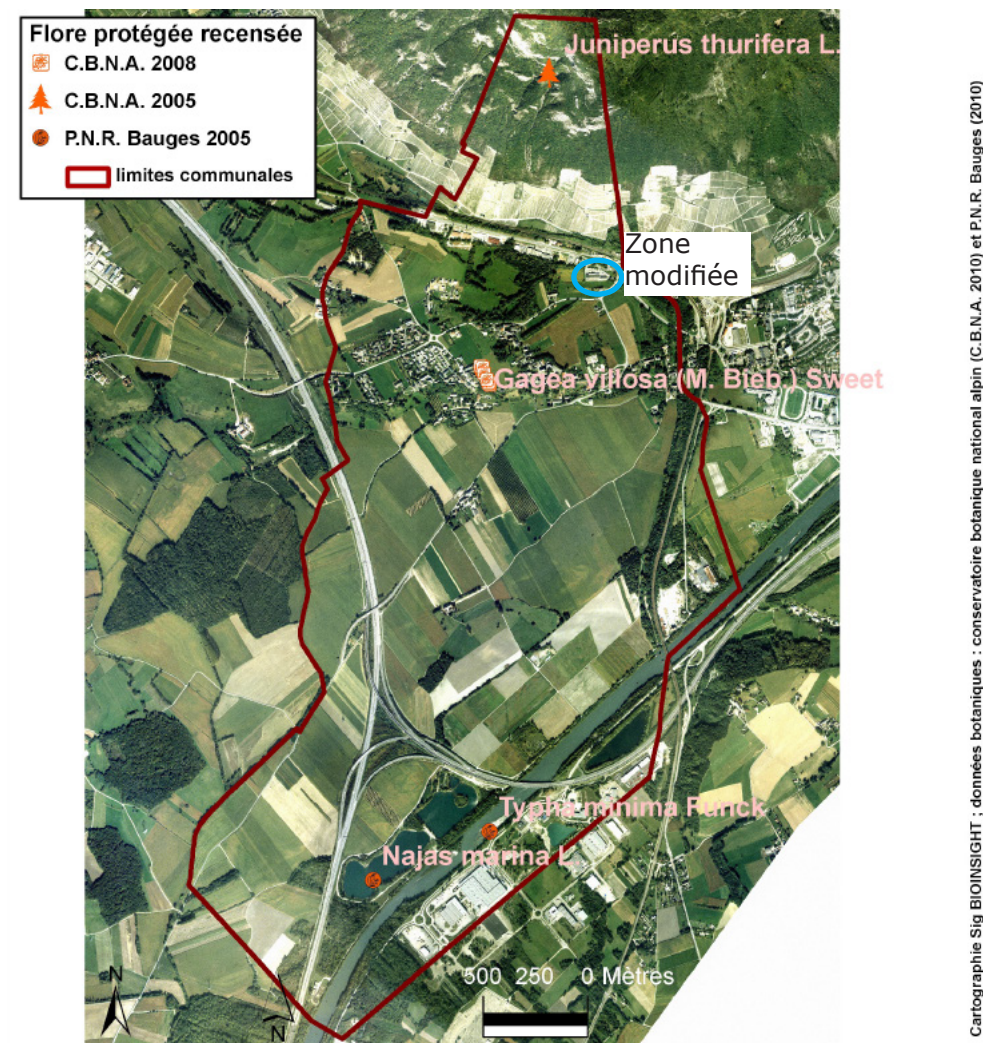 Flore protégée recensée
C.B.N.A. 2008
C.B.N.A. 2005
P.N.R. Bauges 2005
limites communales
Juniperus thurifera L.
Zone
modifiée
Gagea villosa (M. Bieb.) Sweet
Typha minima Funck
Najas marina L.
500 250 0 Mètres
N
N
Cartographie Sig BIOINSIGHT ; données botaniques : conservatoire botanique national alpin (C.B.N.A. 2010) et P.N.R. Bauges (2010)